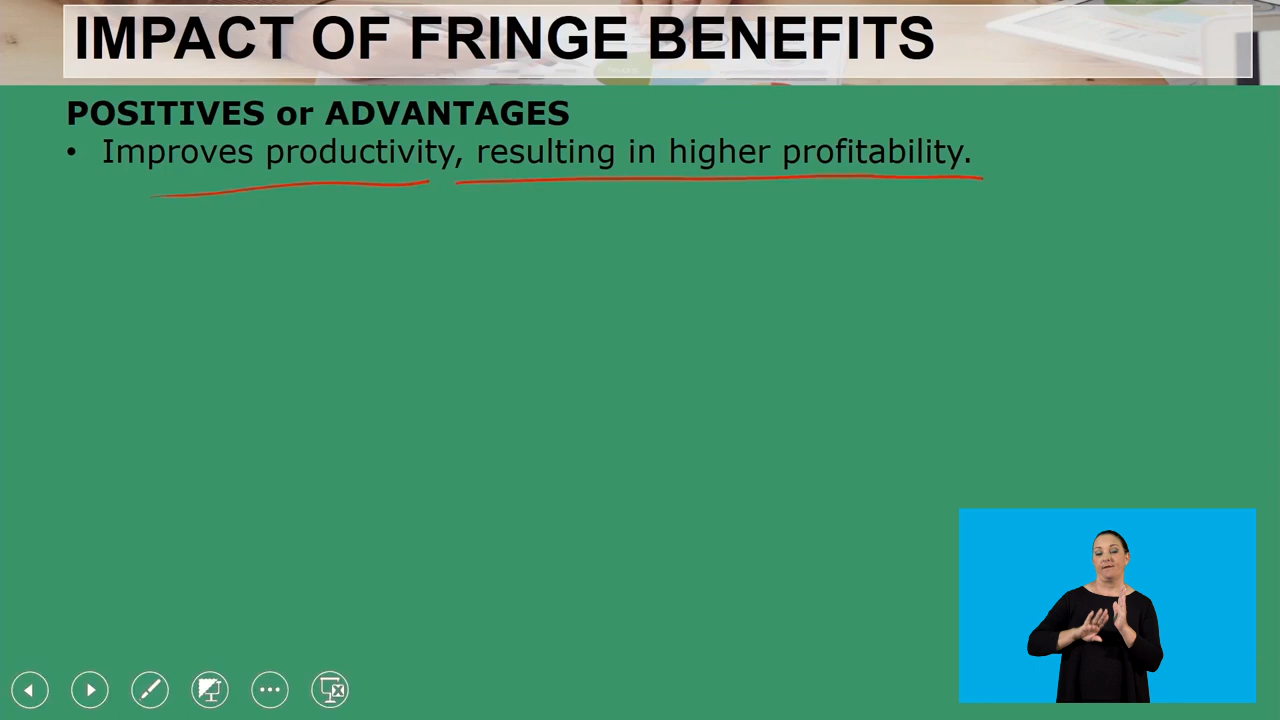 IMPACT OF FRINGE BENEFITS
POSITIVES or ADVANTAGES
• Improves productivity, resulting in higher profitability.